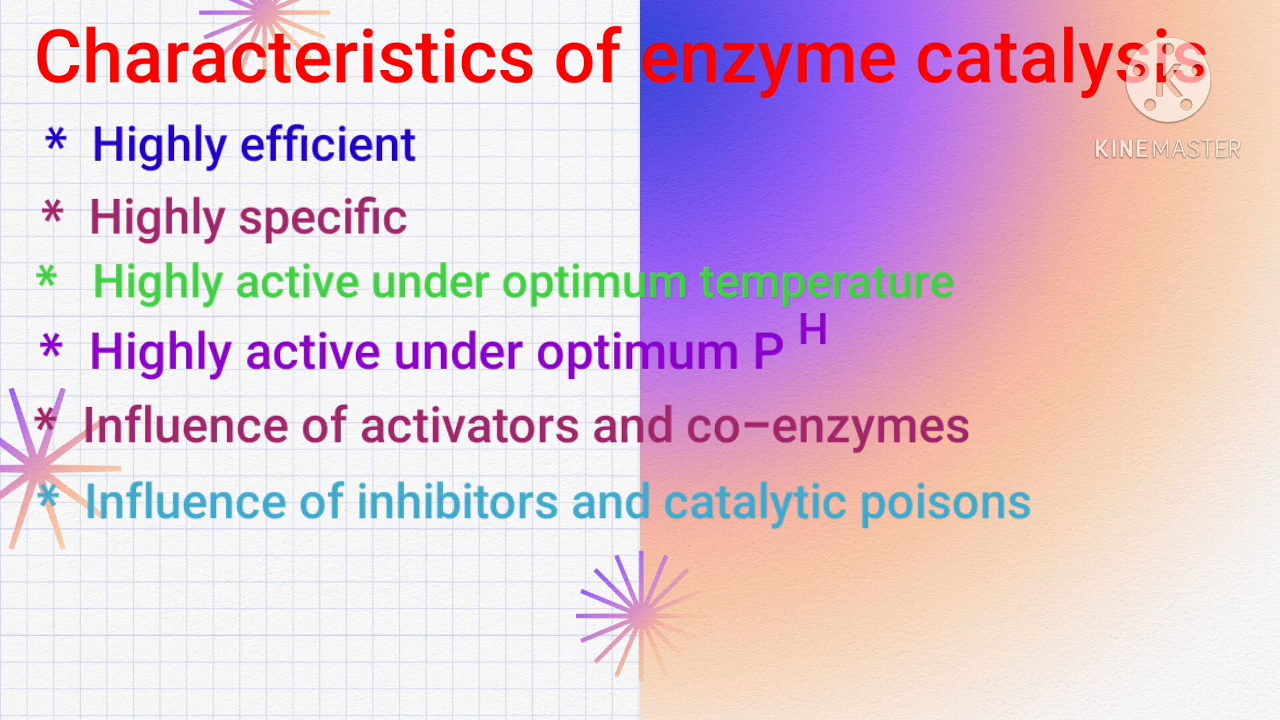 Characteristics of enzyme catalysis
KINEMASTER
* Highly efficient
* Highly specific
* Highly active under optimum temperature
* Highly active under optimum P H
* Influence of activators and co-enzymes
* Influence of inhibitors and catalytic poisons